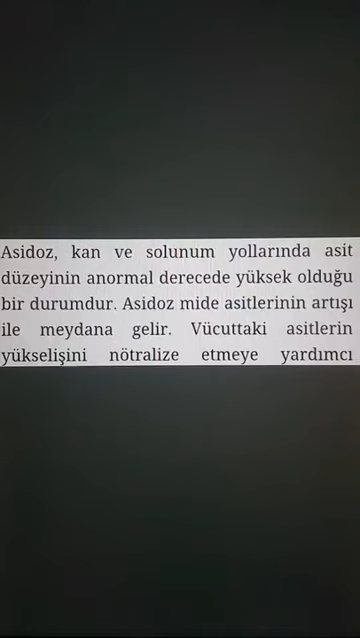 Asidoz, kan ve solunum yollarında asit
düzeyinin anormal derecede yüksek olduğu
bir durumdur. Asidoz mide asitlerinin artışı
ile meydana gelir. Vücuttaki asitlerin
yükselişini nötralize etmeye yardımcı